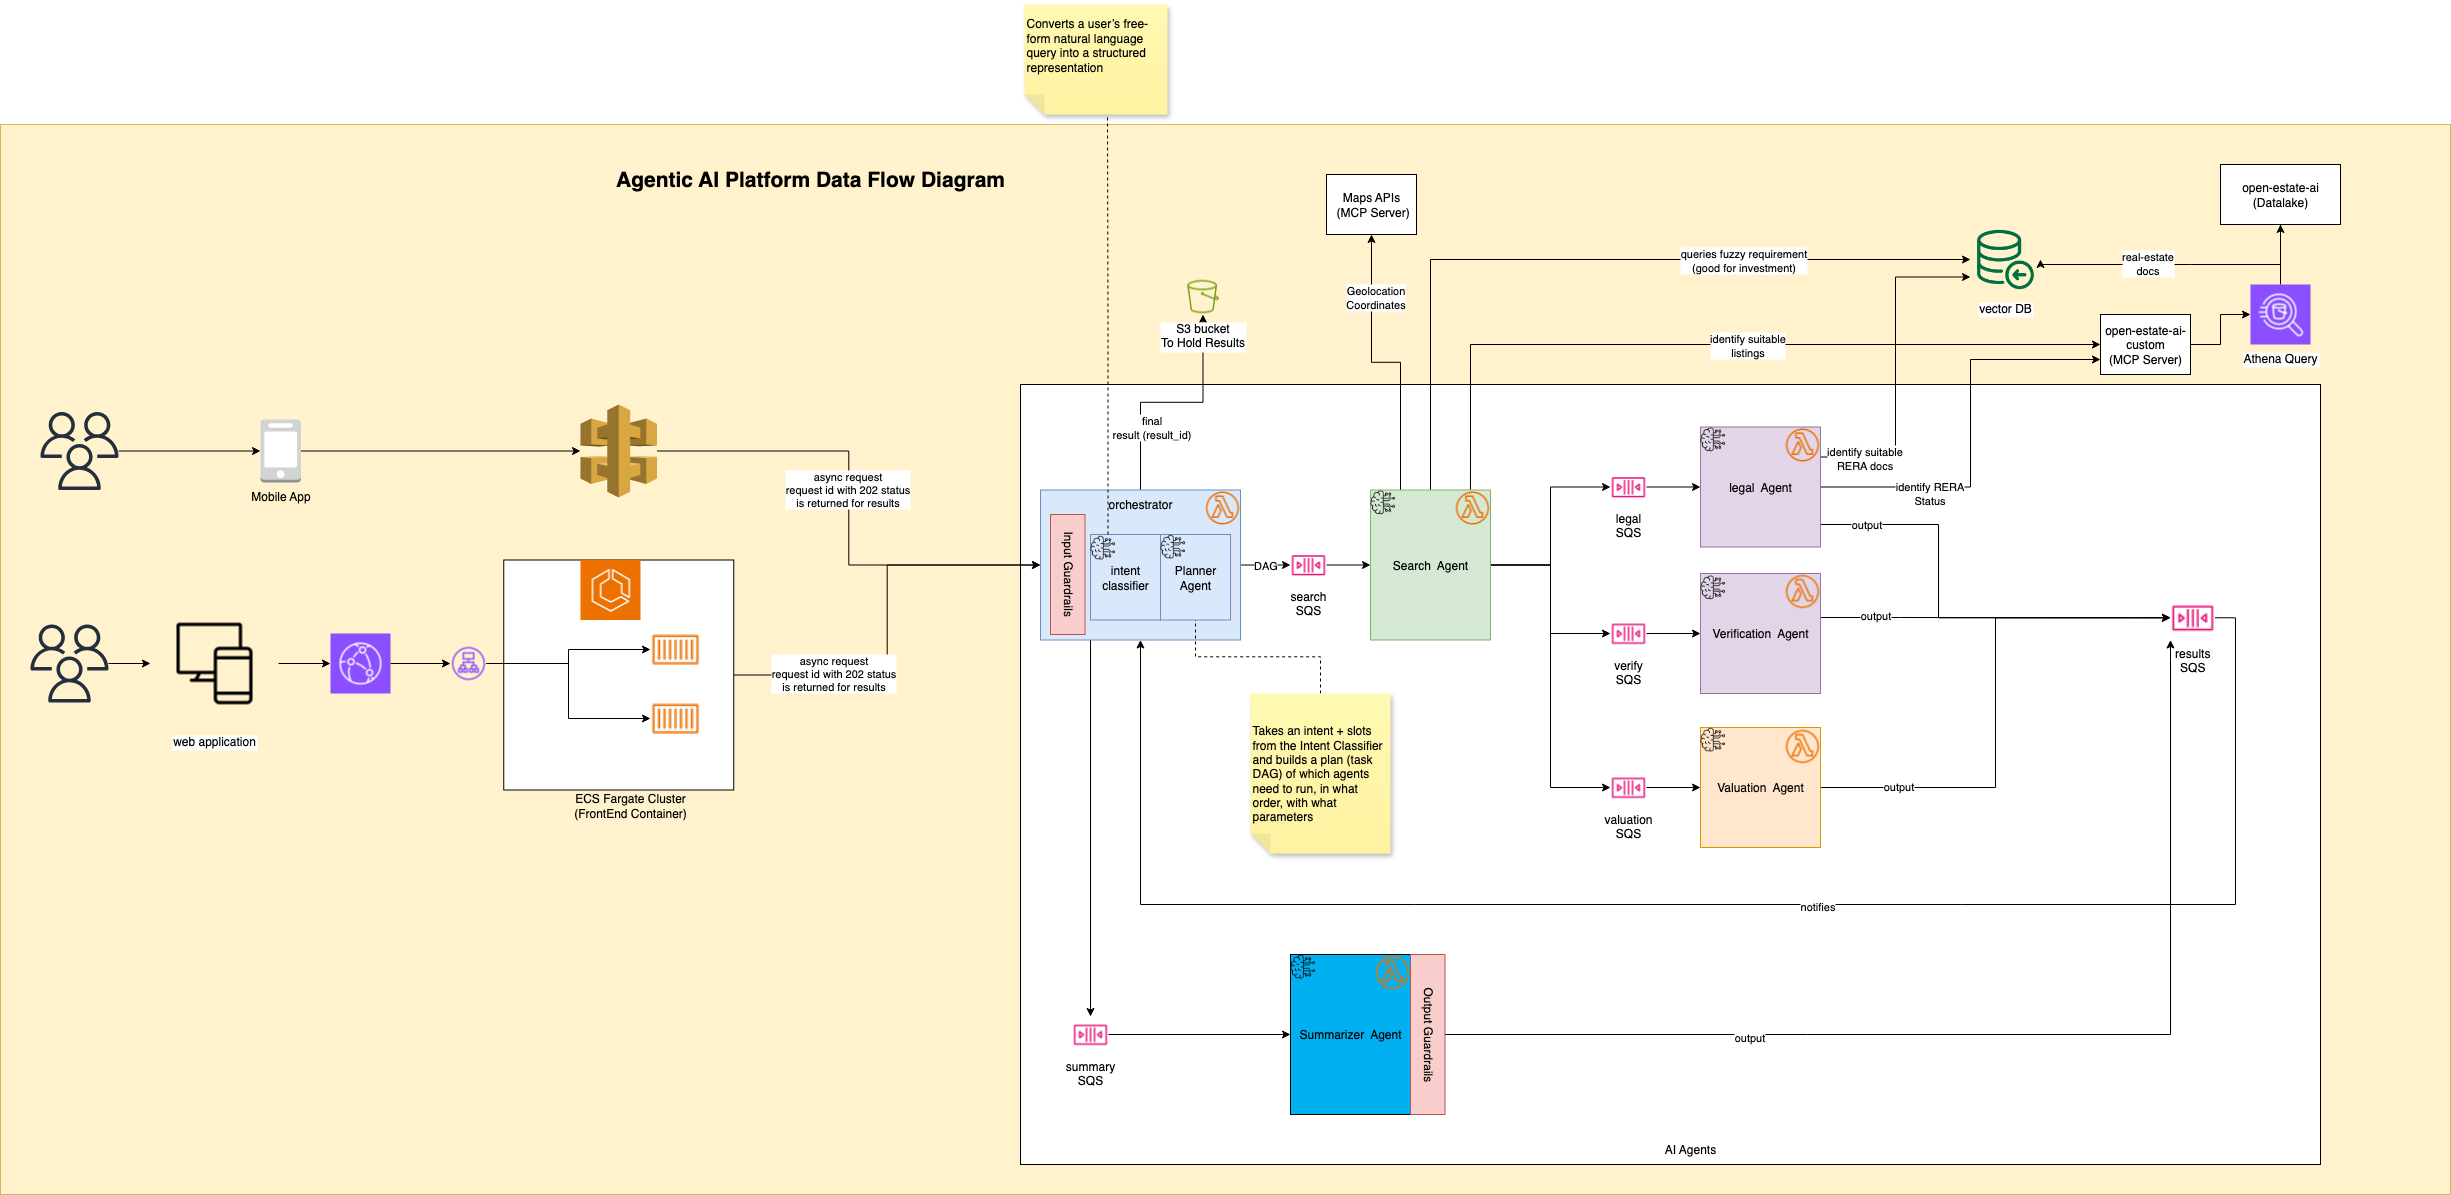 Converts a user's free-
form natural language
query into a structured
representation
Agentic AI Platform Data Flow Diagram
Maps APIs
(MCP Server)
open-estate-ai
(Datalake)
queries fuzzy requirement
(good for investment)
real-estate
docs
Geolocation
Coordinates
vector DB
S3 bucket
To Hold Results
identify suitable
listings
open-estate-ai-
custom
(MCP Server)
Athena Query
final
result (result_id)
Mobile App
async request
request id with 202 status
is returned for results
orchestrator
Input Guardrails
intent
classifier
Planner
Agent
DAG
search
SQS
Search Agent
legal
SQS
legal Agent
identify suitable
RERA docs
identify RERA
Status
output
verify
SQS
Verification Agent
output
results
SQS
valuation
SQS
Valuation Agent
output
web application
ECS Fargate Cluster
(FrontEnd Container)
async request
request id with 202 status
is returned for results
Takes an intent + slots
from the Intent Classifier
and builds a plan (task
DAG) of which agents
need to run, in what
order, with what
parameters
notifies
summary
SQS
Summarizer Agent
Output Guardrails
output
AI Agents